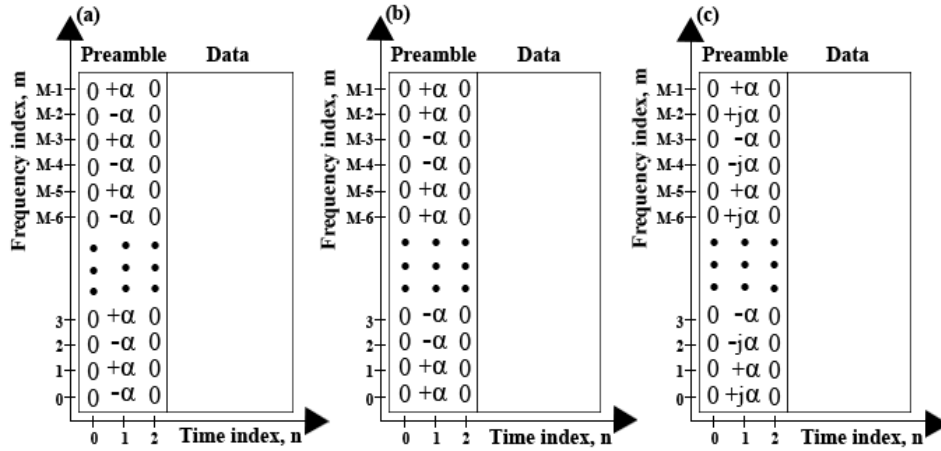 (a) (b) (c)
Preamble Data Preamble Data Preamble Data
Frequency index, m Frequency index, m Frequency index, m
M-1 0 +α 0 M-1 0 +α 0 M-1 0 +α 0
M-2 0 -α 0 M-2 0 +α 0 M-2 0 +jα 0
M-3 0 +α 0 M-3 0 -α 0 M-3 0 -α 0
M-4 0 -α 0 M-4 0 -α 0 M-4 0 -jα 0
M-5 0 +α 0 M-5 0 +α 0 M-5 0 +α 0
M-6 0 -α 0 M-6 0 +α 0 M-6 0 +jα 0
3 0 +α 0 3 0 -α 0 3 0 -α 0
2 0 -α 0 2 0 -α 0 2 0 -jα 0
1 0 +α 0 1 0 +α 0 1 0 +α 0
0 0 -α 0 0 0 +α 0 0 0 +jα 0
0 1 2 Time index, n 0 1 2 Time index, n 0 1 2 Time index, n